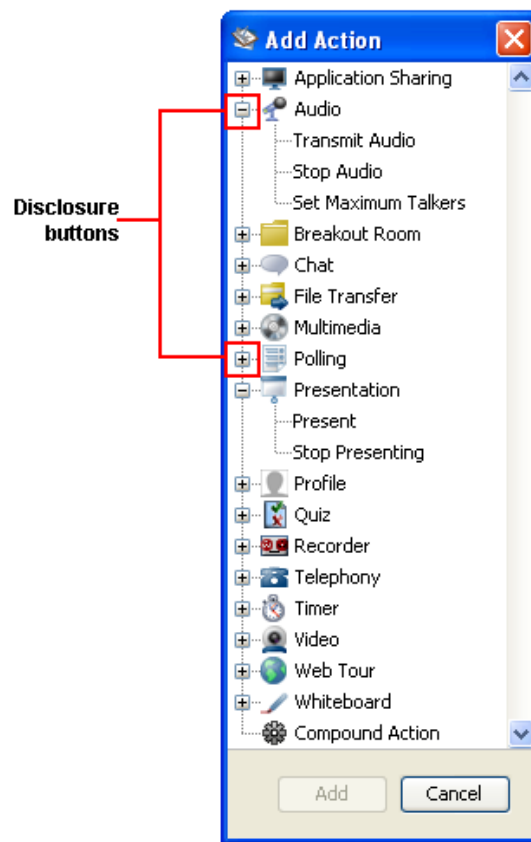 Add Action
Application Sharing
Audio
Transmit Audio
Stop Audio
Set Maximum Talkers
Disclosure
buttons
Breakout Room
Chat
File Transfer
Multimedia
Polling
Presentation
Present
Stop Presenting
Profile
Quiz
Recorder
Telephony
Timer
Video
Web Tour
Whiteboard
Compound Action
Add
Cancel